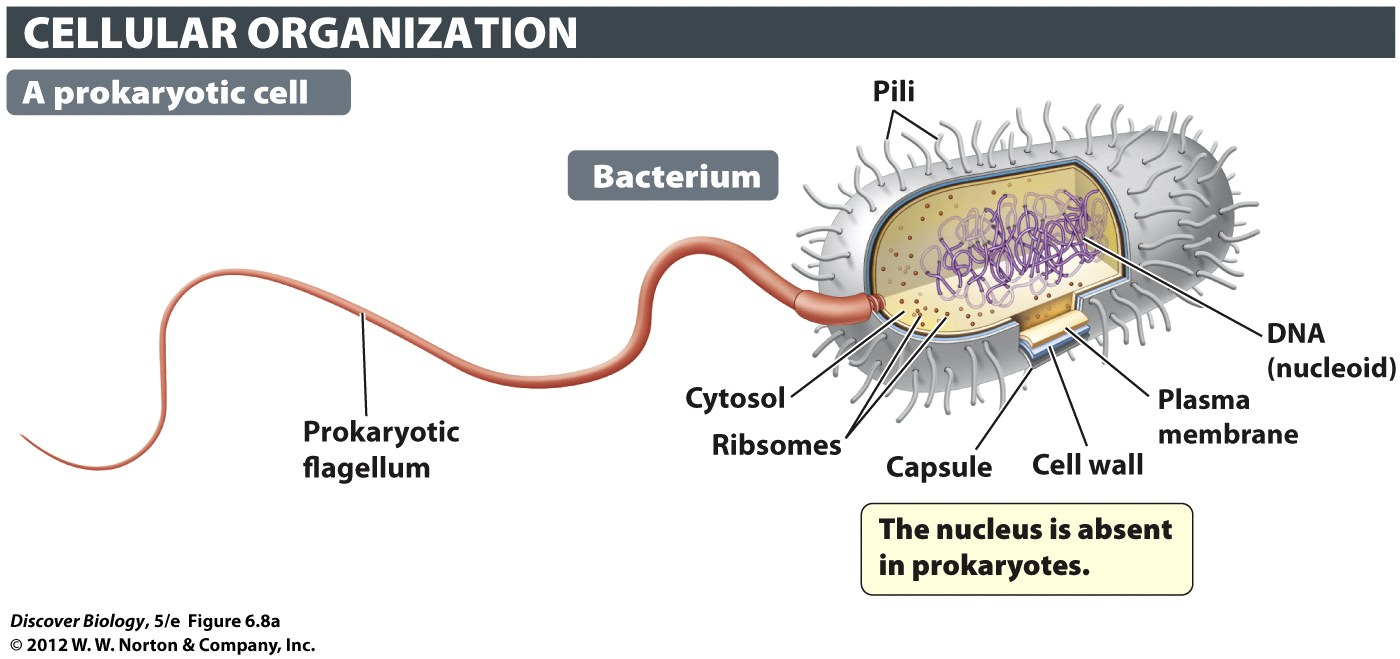 CELLULAR ORGANIZATION
A prokaryotic cell
Pili
Bacterium
DNA
(nucleoid)
Cytosol
Plasma
membrane
Prokaryotic
flagellum
Ribsomes
Capsule
Cell wall
The nucleus is absent
in prokaryotes.
Discover Biology, 5/e Figure 6.8a
© 2012 W. W. Norton & Company, Inc.